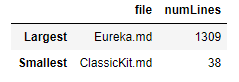 file numLines
Largest Eureka.md 1309
Smallest ClassicKit.md 38